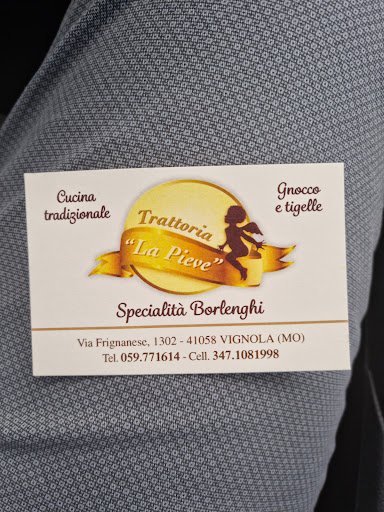 Cucina
tradizionale
Gnocco
e tigelle
Trattoria
"La Pieve"
Specialità Borlenghi
Via Frignanese, 1302 - 41058 VIGNOLA (MO)
Tel. 059.771614 - Cell. 347.1081998